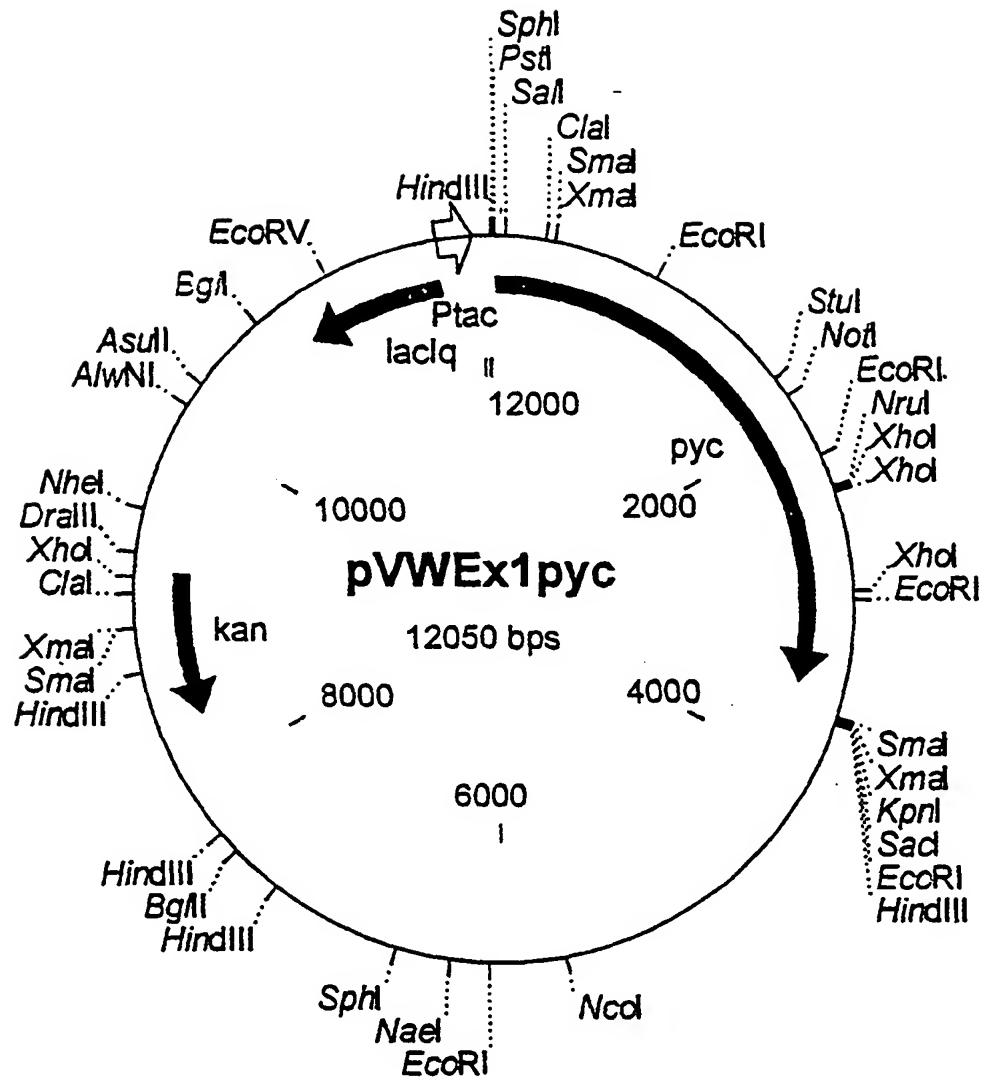 SphI
PstI
SalI
ClaI
SmaI
XmaI
HindIII
EcoRV
EcoRI
BglI
StuI
NotI
AsuII
AlwNI
Ptac
lacIq
12000
EcoRI
NruI
XhoI
XhoI
pyc
2000
10000
NheI
DraIII
XhoI
ClaI
XhoI
EcoRI
pVWEx1pyc
12050 bps
kan
XmaI
SmaI
HindIII
8000
4000
6000
SmaI
XmaI
KpnI
SacI
EcoRI
HindIII
HindIII
BglII
HindIII
SphI
NaeI
EcoRI
NcoI